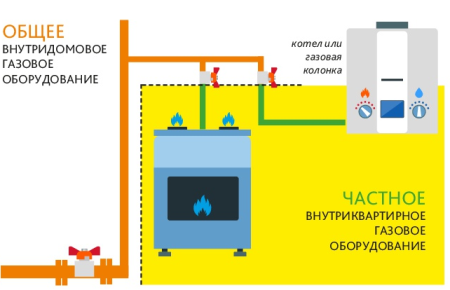 ОБЩЕЕ
ВНУТРИДОМОВОЕ
ГАЗОВОЕ
ОБОРУДОВАНИЕ
котел или
газовая
колонка
ЧАСТНОЕ
ВНУТРИКВАРТИРНОЕ
ГАЗОВОЕ
ОБОРУДОВАНИЕ